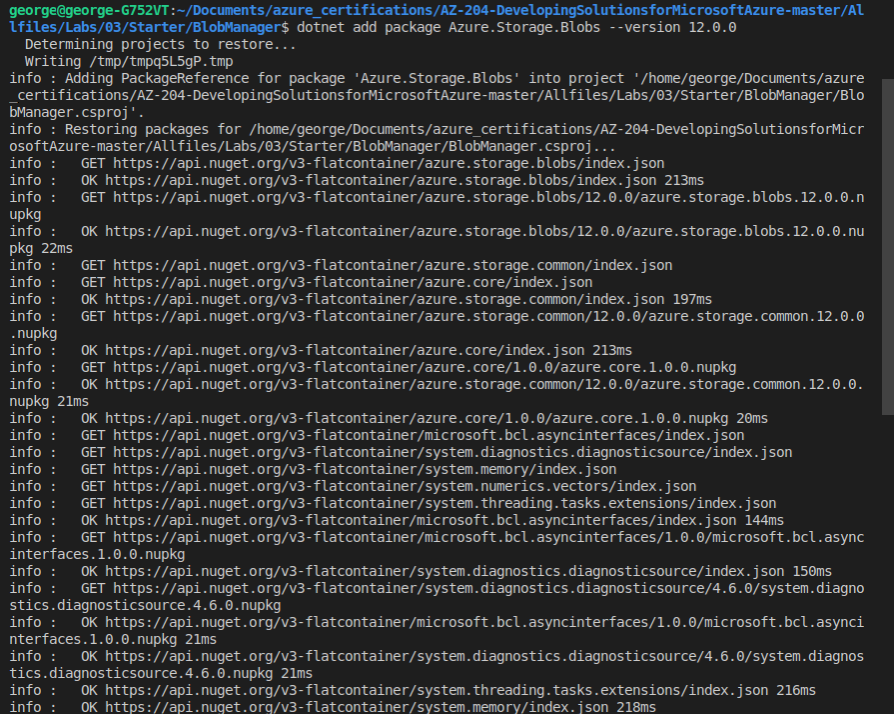 george@george-G752VT:~/Documents/azure_certifications/AZ-204-DevelopingSolutionsforMicrosoftAzure-master/Al
lfiles/Labs/03/Starter/BlobManager$ dotnet add package Azure.Storage.Blobs --version 12.0.0
  Determining projects to restore...
  Writing /tmp/tmpq5L5gP.tmp
info : Adding PackageReference for package 'Azure.Storage.Blobs' into project '/home/george/Documents/azure
_certifications/AZ-204-DevelopingSolutionsforMicrosoftAzure-master/Allfiles/Labs/03/Starter/BlobManager/Blo
bManager.csproj'.
info : Restoring packages for /home/george/Documents/azure_certifications/AZ-204-DevelopingSolutionsforMicr
osoftAzure-master/Allfiles/Labs/03/Starter/BlobManager/BlobManager.csproj...
info :   GET https://api.nuget.org/v3-flatcontainer/azure.storage.blobs/index.json
info :   OK https://api.nuget.org/v3-flatcontainer/azure.storage.blobs/index.json 213ms
info :   GET https://api.nuget.org/v3-flatcontainer/azure.storage.blobs/12.0.0/azure.storage.blobs.12.0.0.n
upkg
info :   OK https://api.nuget.org/v3-flatcontainer/azure.storage.blobs/12.0.0/azure.storage.blobs.12.0.0.nu
pkg 22ms
info :   GET https://api.nuget.org/v3-flatcontainer/azure.storage.common/index.json
info :   GET https://api.nuget.org/v3-flatcontainer/azure.core/index.json
info :   OK https://api.nuget.org/v3-flatcontainer/azure.storage.common/index.json 197ms
info :   GET https://api.nuget.org/v3-flatcontainer/azure.storage.common/12.0.0/azure.storage.common.12.0.0
.nupkg
info :   OK https://api.nuget.org/v3-flatcontainer/azure.core/index.json 213ms
info :   GET https://api.nuget.org/v3-flatcontainer/azure.core/1.0.0/azure.core.1.0.0.nupkg
info :   OK https://api.nuget.org/v3-flatcontainer/azure.storage.common/12.0.0/azure.storage.common.12.0.0.
nupkg 21ms
info :   OK https://api.nuget.org/v3-flatcontainer/azure.core/1.0.0/azure.core.1.0.0.nupkg 20ms
info :   GET https://api.nuget.org/v3-flatcontainer/microsoft.bcl.asyncinterfaces/index.json
info :   GET https://api.nuget.org/v3-flatcontainer/system.diagnostics.diagnosticsource/index.json
info :   GET https://api.nuget.org/v3-flatcontainer/system.memory/index.json
info :   GET https://api.nuget.org/v3-flatcontainer/system.numerics.vectors/index.json
info :   GET https://api.nuget.org/v3-flatcontainer/system.threading.tasks.extensions/index.json
info :   OK https://api.nuget.org/v3-flatcontainer/microsoft.bcl.asyncinterfaces/index.json 144ms
info :   GET https://api.nuget.org/v3-flatcontainer/microsoft.bcl.asyncinterfaces/1.0.0/microsoft.bcl.async
interfaces.1.0.0.nupkg
info :   OK https://api.nuget.org/v3-flatcontainer/system.diagnostics.diagnosticsource/index.json 150ms
info :   GET https://api.nuget.org/v3-flatcontainer/system.diagnostics.diagnosticsource/4.6.0/system.diagno
stics.diagnosticsource.4.6.0.nupkg
info :   OK https://api.nuget.org/v3-flatcontainer/microsoft.bcl.asyncinterfaces/1.0.0/microsoft.bcl.asynci
nterfaces.1.0.0.nupkg 21ms
info :   OK https://api.nuget.org/v3-flatcontainer/system.diagnostics.diagnosticsource/4.6.0/system.diagnos
tics.diagnosticsource.4.6.0.nupkg 21ms
info :   OK https://api.nuget.org/v3-flatcontainer/system.threading.tasks.extensions/index.json 216ms
info :   OK https://api.nuget.org/v3-flatcontainer/system.memory/index.json 218ms